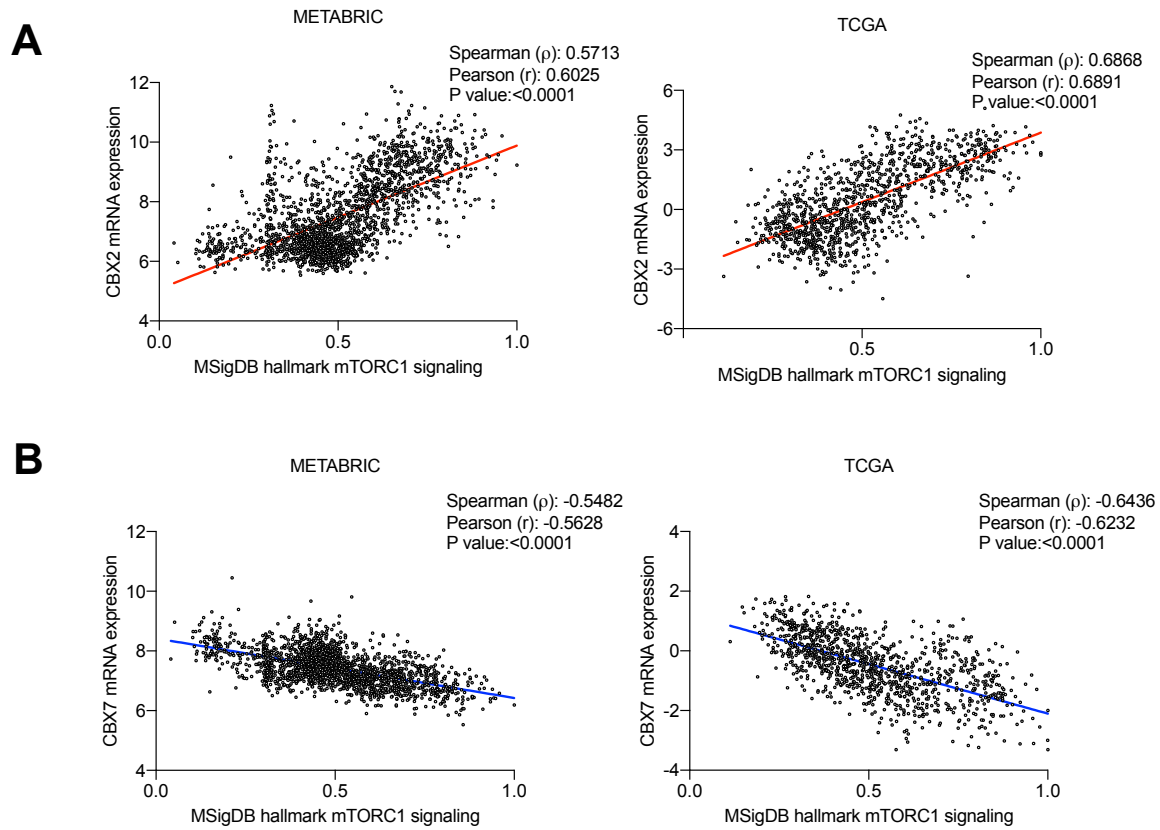 A
METABRIC
Spearman (ρ): 0.5713
Pearson (r): 0.6025
P value:<0.0001
CBX2 mRNA expression
12
10
8
6
4
0.0
0.5
1.0
MSigDB hallmark mTORC1 signaling
TCGA
Spearman (ρ): 0.6868
Pearson (r): 0.6891
P value:<0.0001
CBX2 mRNA expression
6
3
0
-3
-6
0.5
1.0
MSigDB hallmark mTORC1 signaling
B
METABRIC
Spearman (ρ): -0.5482
Pearson (r): -0.5628
P value:<0.0001
CBX7 mRNA expression
12
10
8
6
4
0.0
0.5
1.0
MSigDB hallmark mTORC1 signaling
TCGA
Spearman (ρ): -0.6436
Pearson (r): -0.6232
P value:<0.0001
CBX7 mRNA expression
4
2
0
-2
-4
0.0
0.5
1.0
MSigDB hallmark mTORC1 signaling